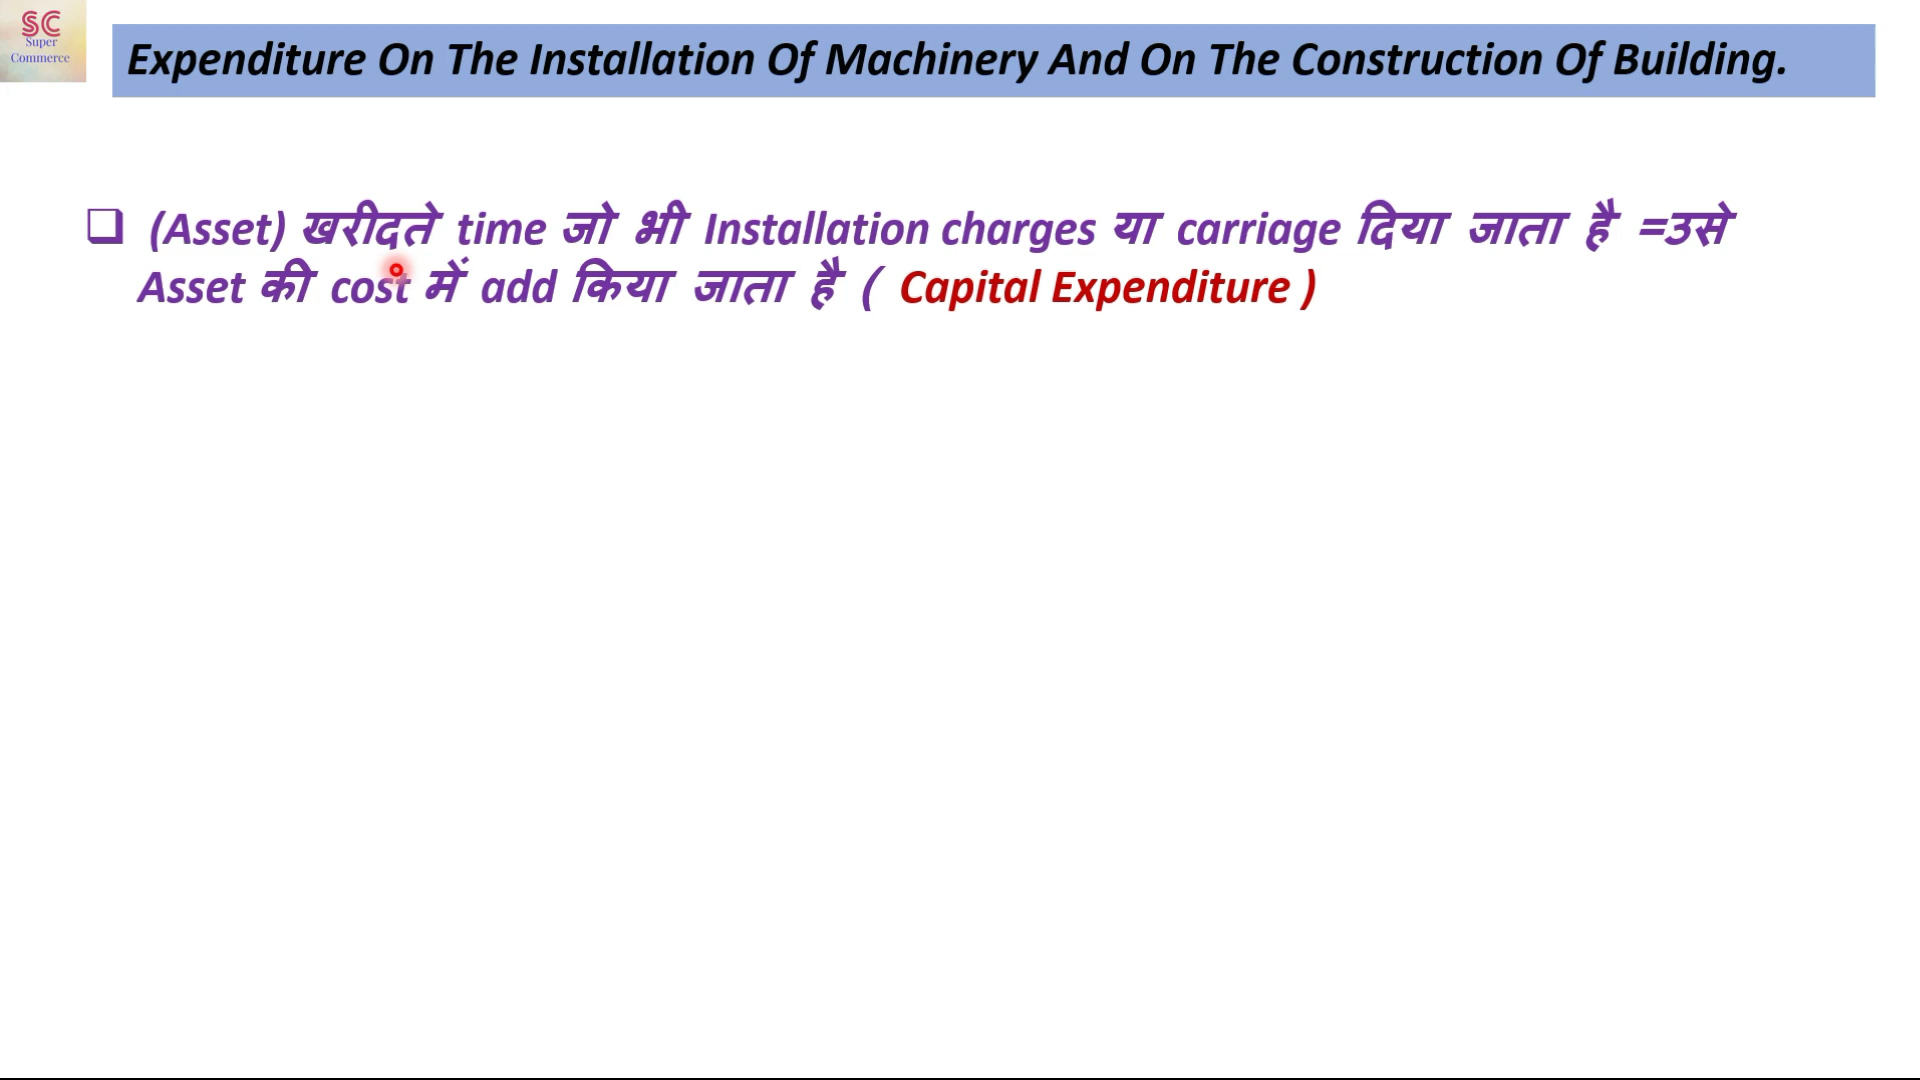 SC
Super
Commerce
Expenditure On The Installation Of Machinery And On The Construction Of Building.
(Asset) खरीदते time जो भी Installation charges या carriage दिया जाता है =उसे
Asset की cost में add किया जाता है ( Capital Expenditure )